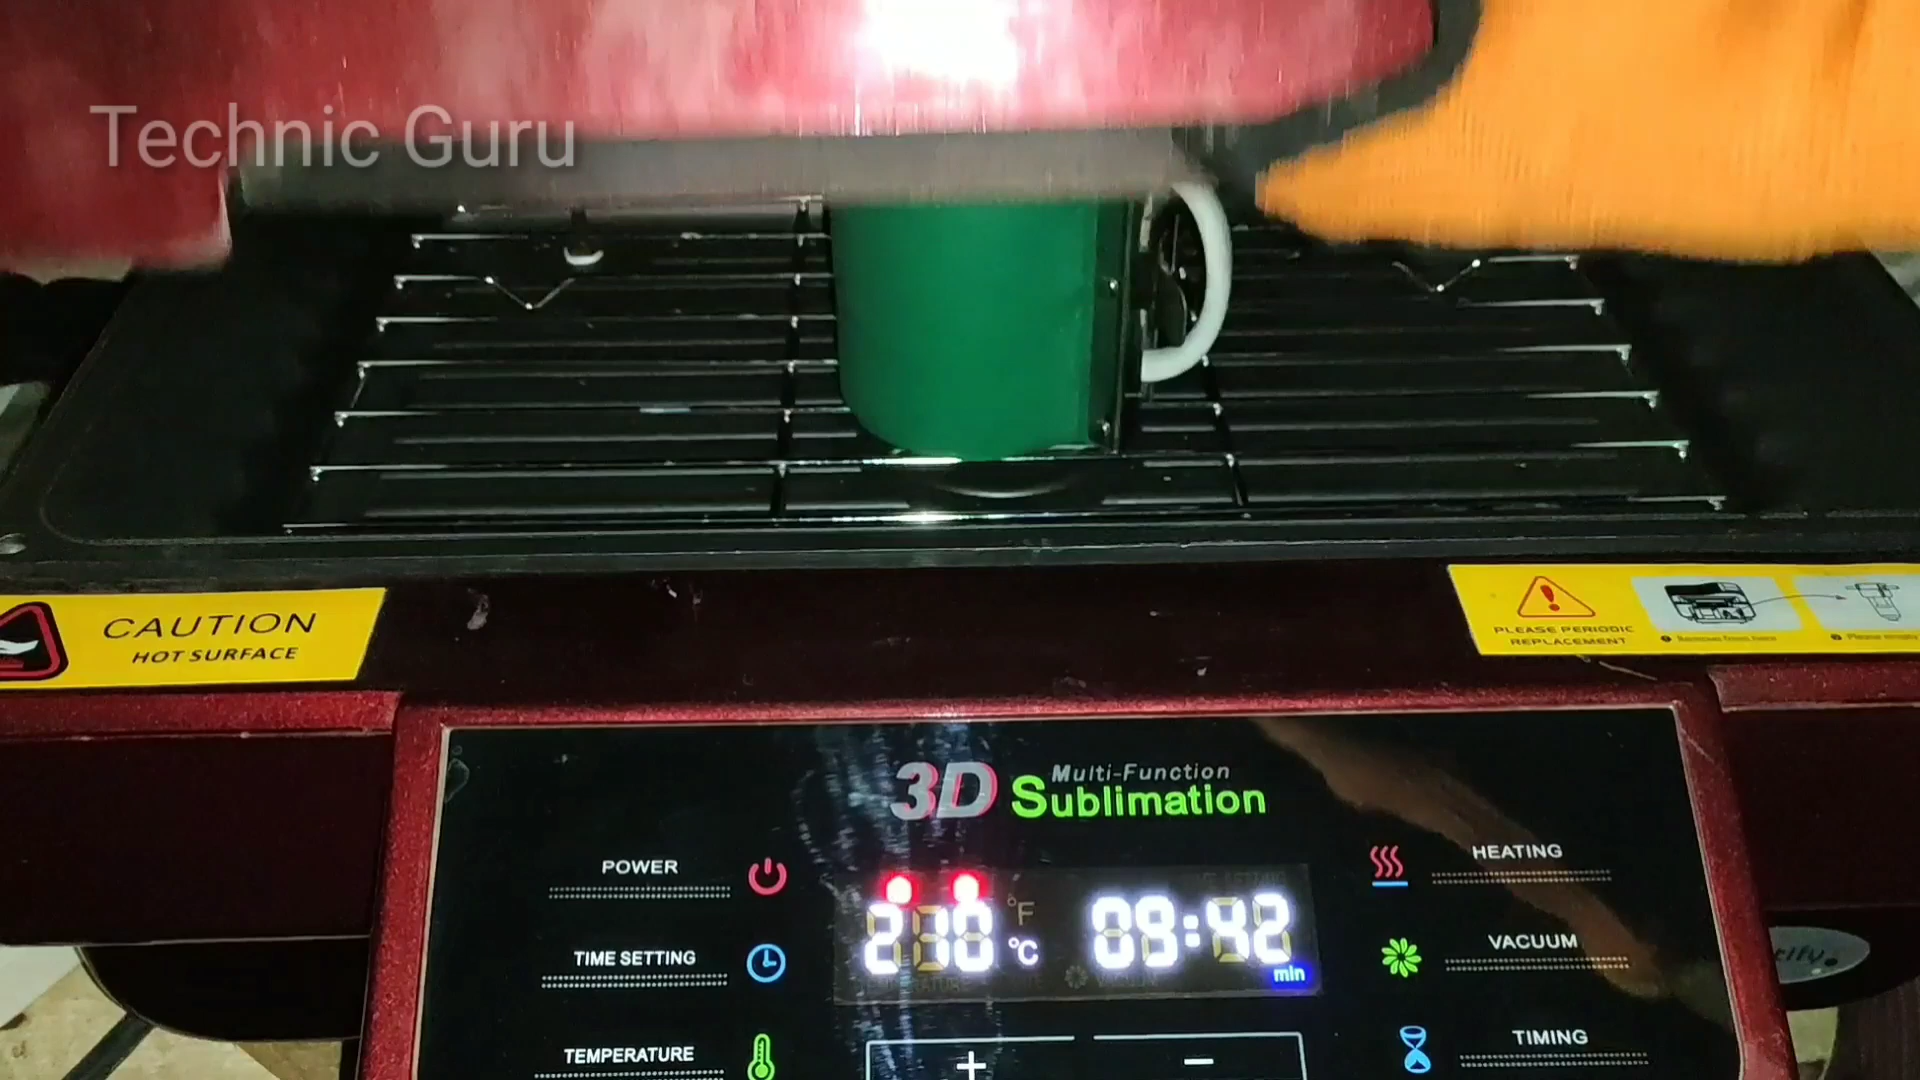 Technic Guru
CAUTION
HOT SURFACE
PLEASE PERIODIC
REPLACEMENT
3D Multi-Function
Sublimation
POWER
HEATING
210 °F
°C
09:42
min
TIME SETTING
VACUUM
TEMPERATURE
TIMING
+
−